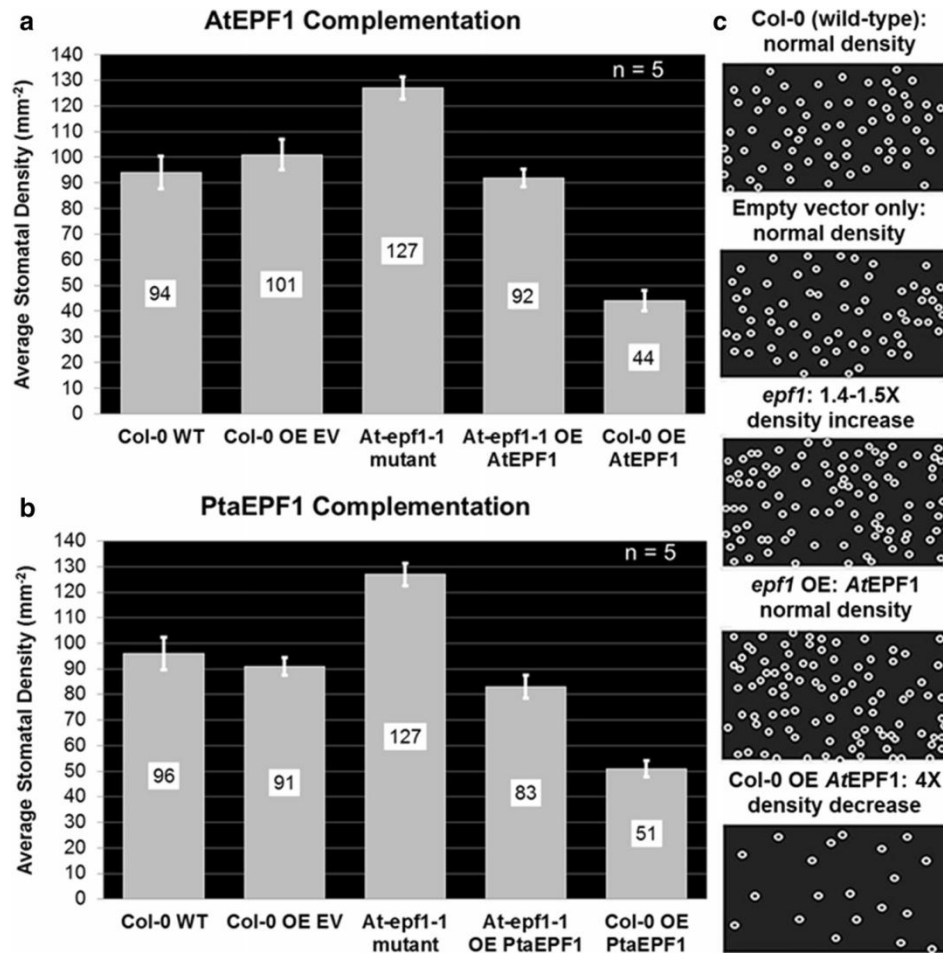 a
AtEPF1 Complementation
Average Stomatal Density (mm-2)
140
130
120
110
100
90
80
70
60
50
40
30
20
10
0
n = 5
94
101
127
92
44
Col-0 WT
Col-0 OE EV
At-epf1-1
mutant
At-epf1-1 OE
AtEPF1
Col-0 OE
AtEPF1
b
PtaEPF1 Complementation
Average Stomatal Density (mm-2)
140
130
120
110
100
90
80
70
60
50
40
30
20
10
0
n = 5
96
91
127
83
51
Col-0 WT
Col-0 OE EV
At-epf1-1
mutant
At-epf1-1
OE PtaEPF1
Col-0 OE
PtaEPF1
c
Col-0 (wild-type):
normal density
Empty vector only:
normal density
epf1: 1.4-1.5X
density increase
epf1 OE: AtEPF1
normal density
Col-0 OE AtEPF1: 4X
density decrease